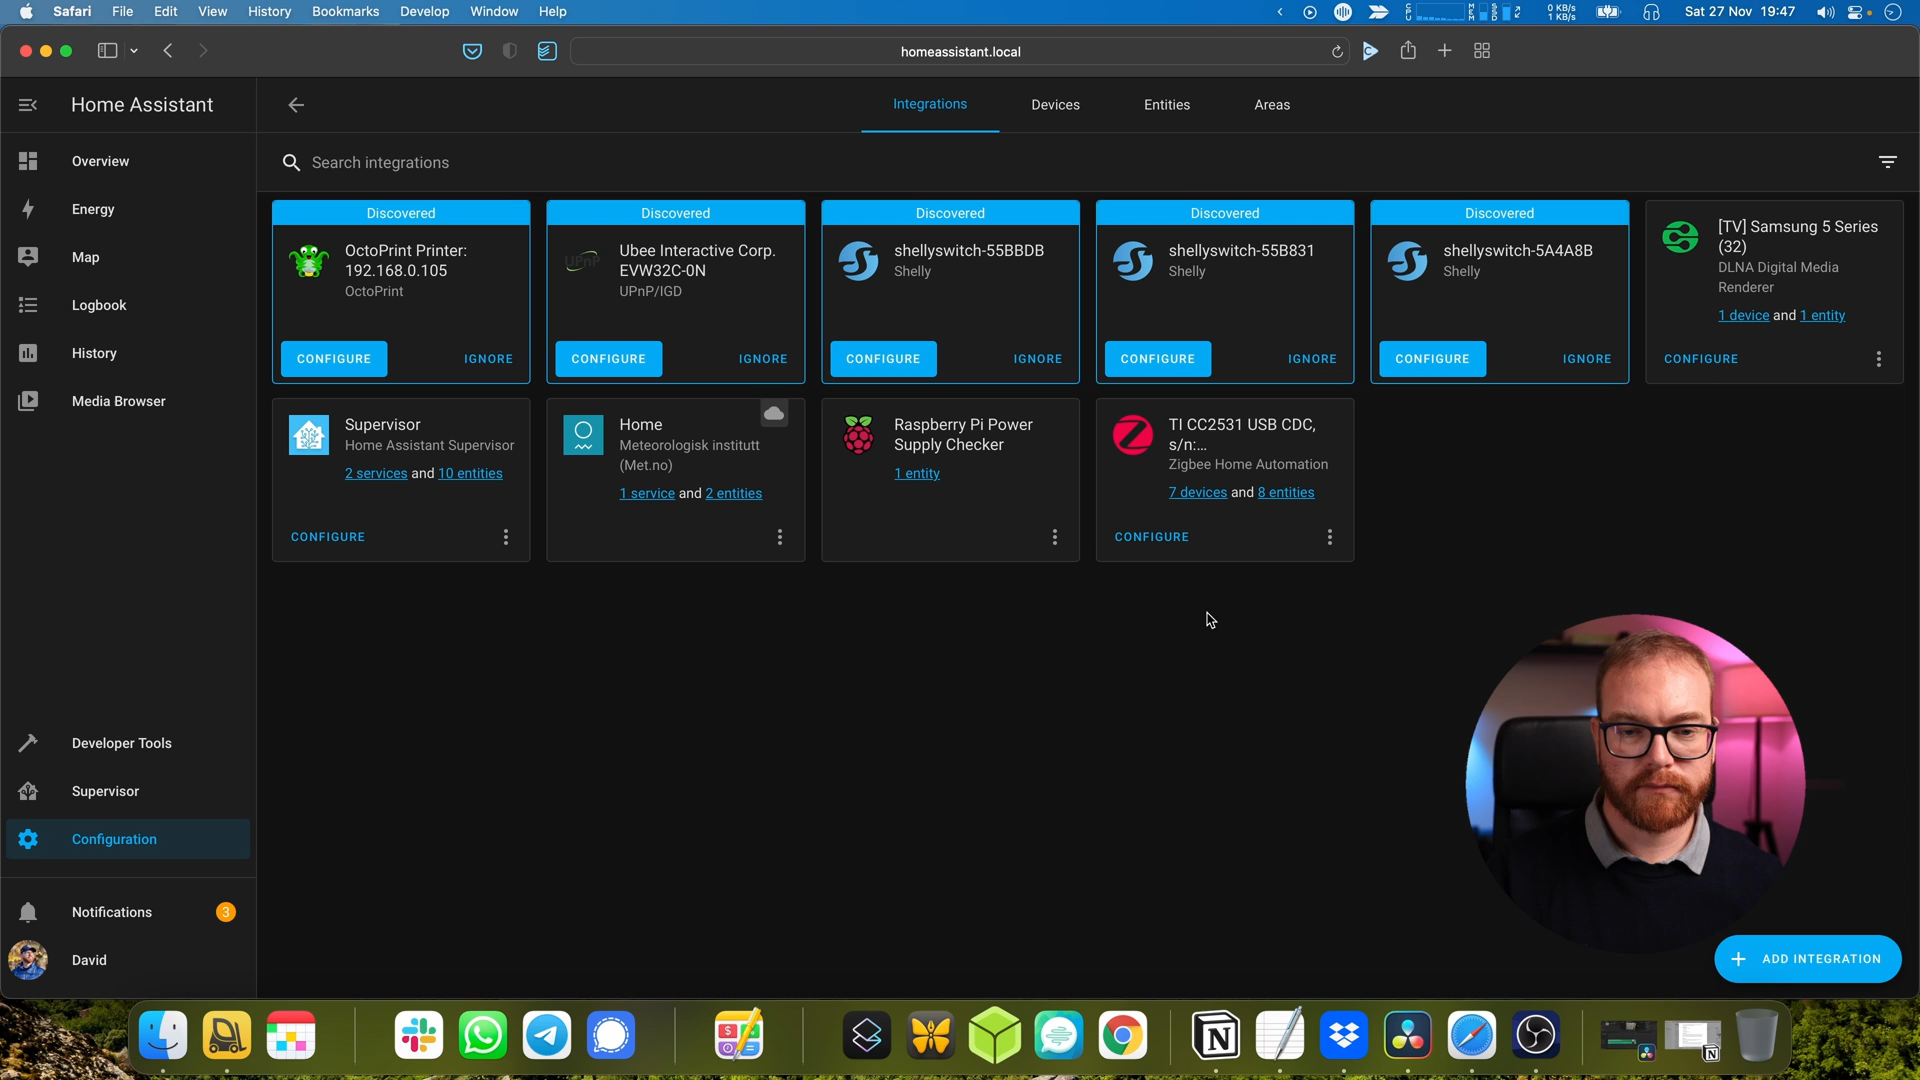 Safari File Edit View History Bookmarks Develop Window Help
0 KB/s
1 KB/s
Sat 27 Nov 19:47
homeassistant.local
Home Assistant
Integrations
Devices
Entities
Areas
Overview
Energy
Map
Logbook
History
Media Browser
Developer Tools
Supervisor
Configuration
Notifications
3
David
Search integrations
Discovered
OctoPrint Printer:
192.168.0.105
OctoPrint
CONFIGURE
IGNORE
Discovered
UPnP
Ubee Interactive Corp.
EVW32C-0N
UPnP/IGD
CONFIGURE
IGNORE
Discovered
shellyswitch-55BBDB
Shelly
CONFIGURE
IGNORE
Discovered
shellyswitch-55B831
Shelly
CONFIGURE
IGNORE
Discovered
shellyswitch-5A4A8B
Shelly
CONFIGURE
IGNORE
[TV] Samsung 5 Series
(32)
DLNA Digital Media
Renderer
1 device and 1 entity
CONFIGURE
Supervisor
Home Assistant Supervisor
2 services and 10 entities
CONFIGURE
Home
Meteorologisk institutt
(Met.no)
1 service and 2 entities
Raspberry Pi Power
Supply Checker
1 entity
TI CC2531 USB CDC,
s/n:...
Zigbee Home Automation
7 devices and 8 entities
CONFIGURE
ADD INTEGRATION